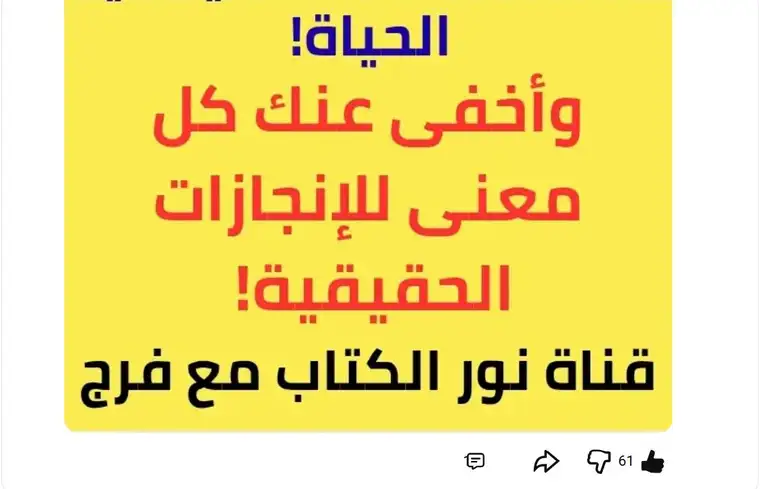 الحياة!
وأخفى عنك كل
معنى للإنجازات
الحقيقية!
قناة نور الكتاب مع فرج
61